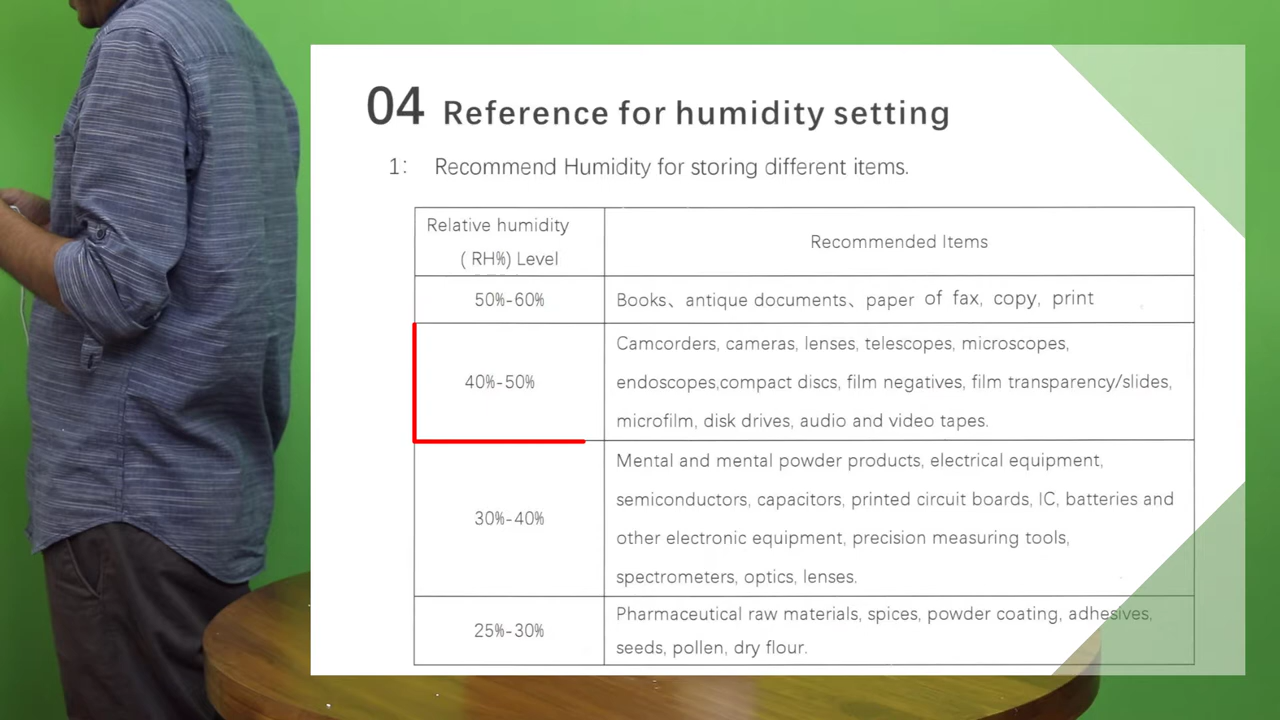 04 Reference for humidity setting
1: Recommend Humidity for storing different items.
Relative humidity
( RH%) Level
Recommended Items
50%-60%
Books、antique documents、paper of fax, copy, print
40%-50%
Camcorders, cameras, lenses, telescopes, microscopes,
endoscopes,compact discs, film negatives, film transparency/slides,
microfilm, disk drives, audio and video tapes.
30%-40%
Mental and mental powder products, electrical equipment,
semiconductors, capacitors, printed circuit boards, IC, batteries and
other electronic equipment, precision measuring tools,
spectrometers, optics, lenses.
25%-30%
Pharmaceutical raw materials, spices, powder coating, adhesives,
seeds, pollen, dry flour.